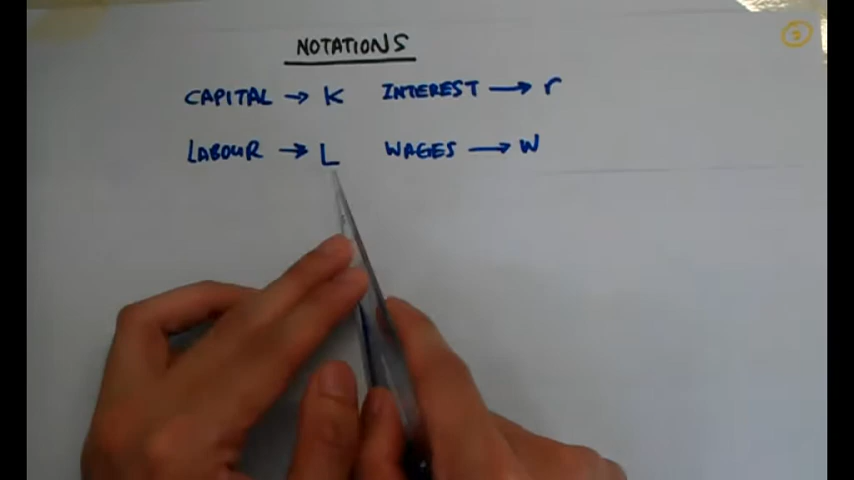 NOTATIONS
CAPITAL → K INTEREST → r
LABOUR → L WAGES → W